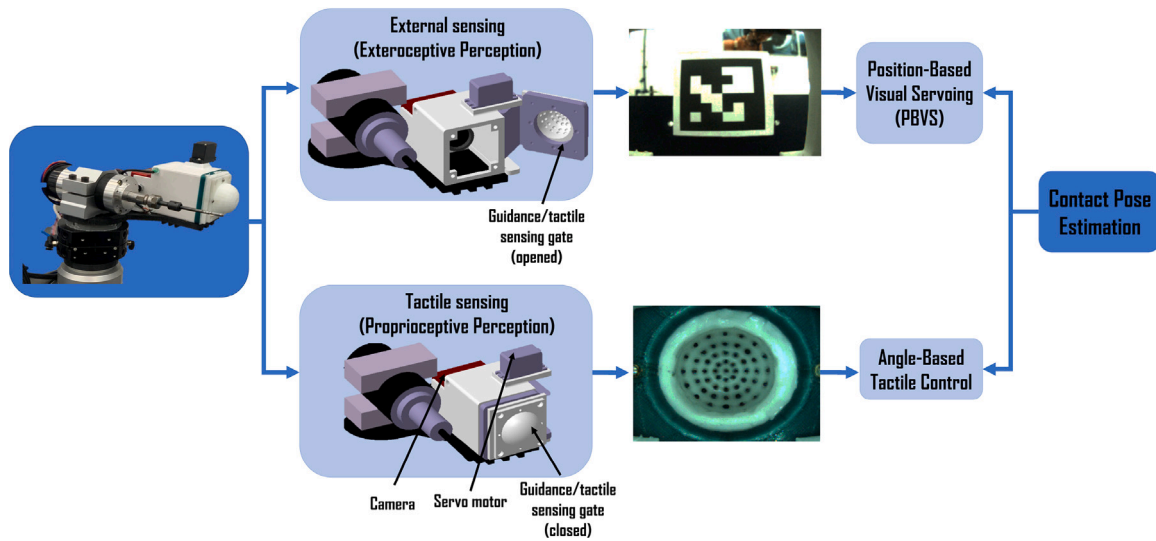 External sensing
(Exteroceptive Perception)
Guidance/tactile
sensing gate
(opened)
Position-Based
Visual Servoing
(PBVS)
Contact Pose
Estimation
Tactile sensing
(Proprioceptive Perception)
Camera
Servo motor
Guidance/tactile
sensing gate
(closed)
Angle-Based
Tactile Control